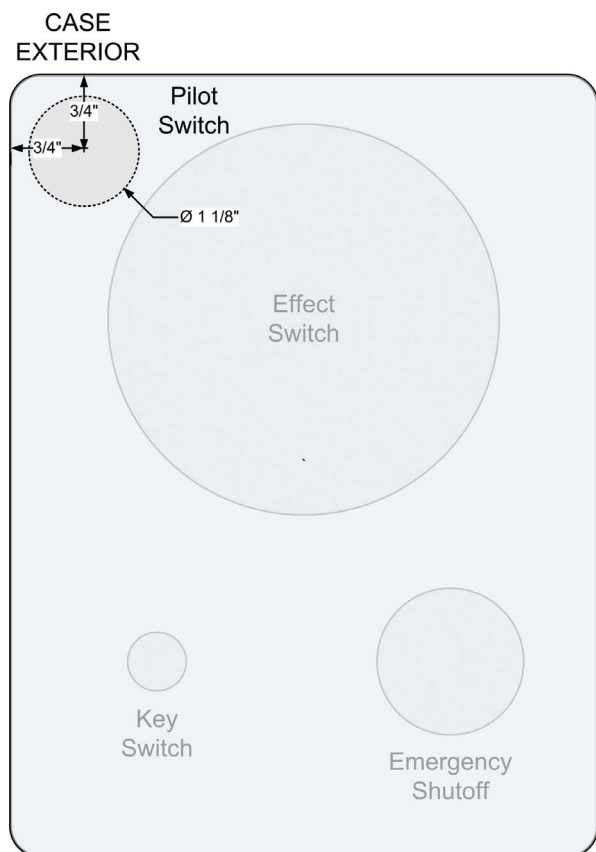 CASE
EXTERIOR
Pilot
Switch
3/4"
3/4"
Ø 1 1/8"
Effect
Switch
Key
Switch
Emergency
Shutoff